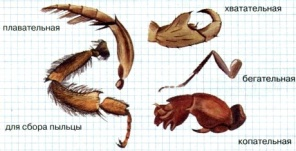 хватательная
плавательная
бегательная
для сбора пыльцы
копательная